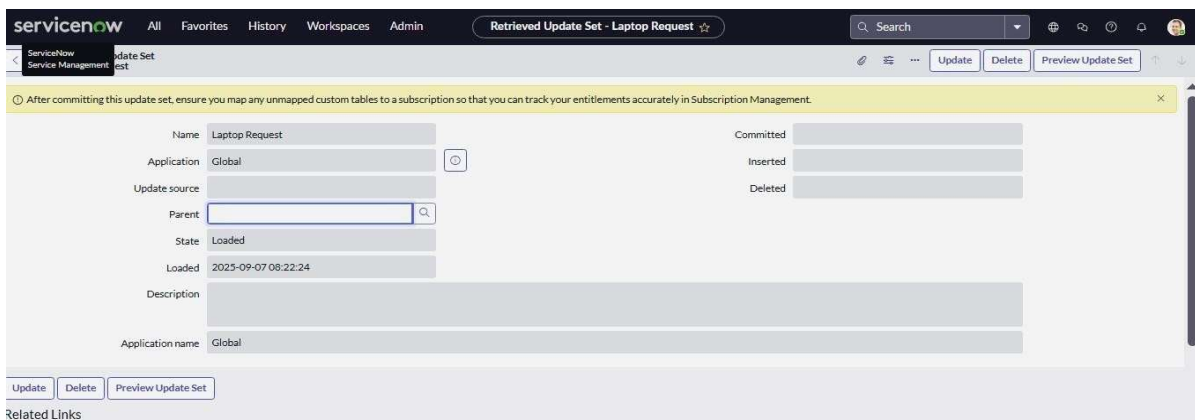 servicenow All Favorites History Workspaces Admin Retrieved Update Set - Laptop Request Search
ServiceNow
Service Management
pdate Set
est
Update Delete Preview Update Set
After committing this update set, ensure you map any unmapped custom tables to a subscription so that you can track your entitlements accurately in Subscription Management.
Name Laptop Request Committed
Application Global Inserted
Update source Deleted
Parent
State Loaded
Loaded 2025-09-07 08:22:24
Description
Application name Global
Update Delete Preview Update Set
Related Links